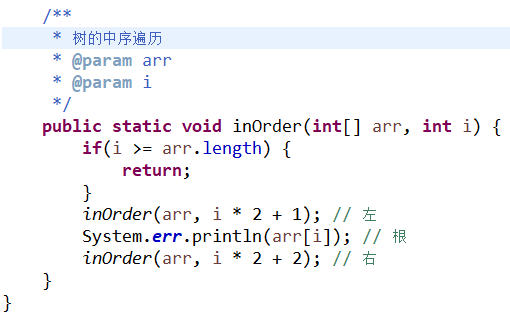 /**
 * 树的中序遍历
 * @param arr
 * @param i
 */
public static void inOrder(int[] arr, int i) {
    if(i >= arr.length) {
        return;
    }
    inOrder(arr, i * 2 + 1); // 左
    System.err.println(arr[i]); // 根
    inOrder(arr, i * 2 + 2); // 右
}
}